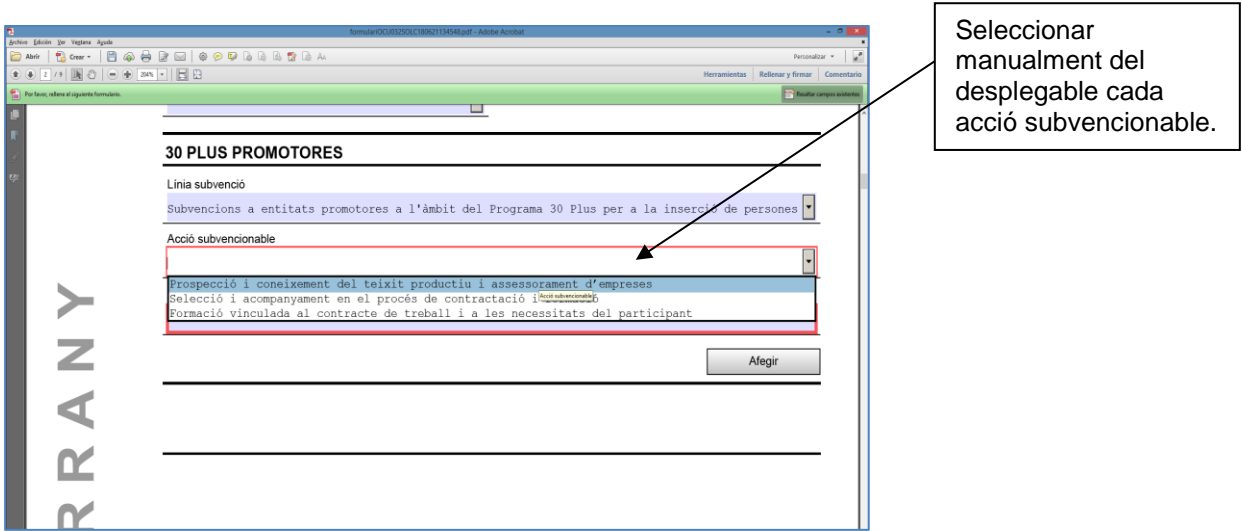 Seleccionar
manualment del
desplegable cada
acció subvencionable.
formulariOCU0325OLC180621134546.pdf - Adobe Acrobat
Archivo Edición Ver Ventana Ayuda
Abrir Crear Personalizar
2 / 9 204% Herramientas Rellenar y firmar Comentario
Por favor, rellene el siguiente formulario. Resaltar campos existentes
30 PLUS PROMOTORES
Línia subvenció
Subvencions a entitats promotores a l'àmbit del Programa 30 Plus per a la inserció de persones
Acció subvencionable
Prospecció i coneixement del teixit productiu i assessorament d'empreses
Selecció i acompanyament en el procés de contractació i
Acció subvencionable
Formació vinculada al contracte de treball i a les necessitats del participant
Afegir
RRANY